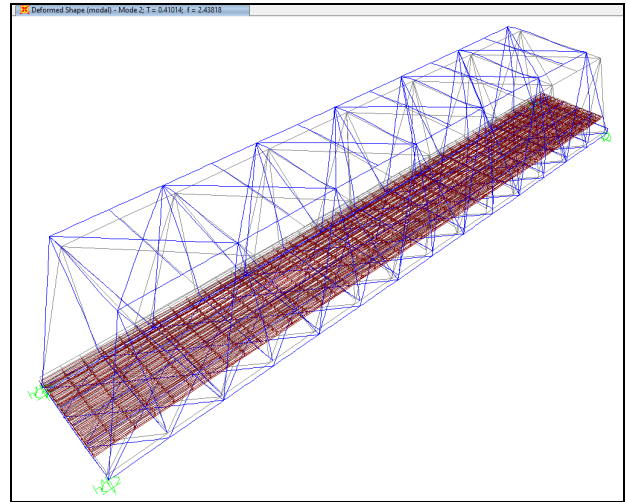 Deformed Shape (modal) - Mode 2; T = 0.41014; f = 2.43818